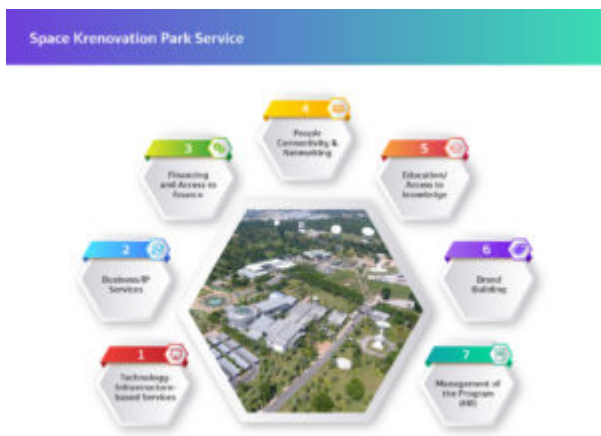 Space Krenovation Park Service
1
Technology
Infrastructure-
based Services
2
Business/IP
Services
3
Financing
and Access to
finance
4
People
Connectivity &
Networking
5
Education/
Access to
knowledge
6
Brand
Building
7
Management of
the Program
(HR)